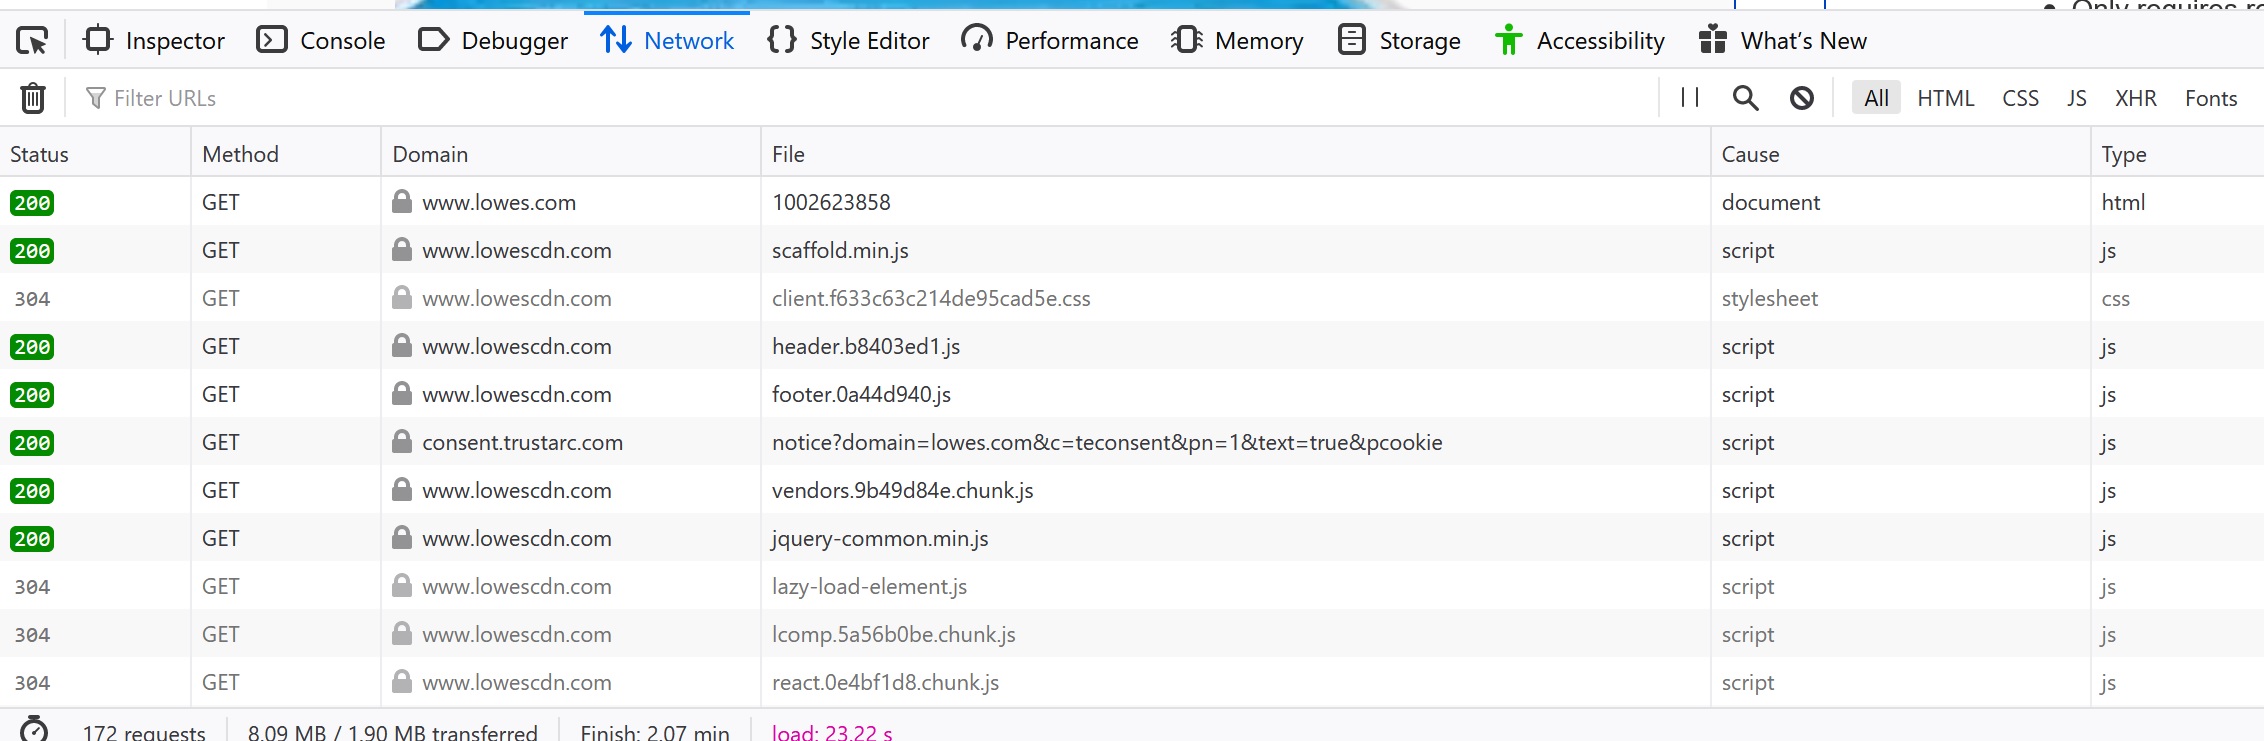 Only requires re
Inspector Console Debugger Network Style Editor Performance Memory Storage Accessibility What's New
Filter URLs All HTML CSS JS XHR Fonts
Status Method Domain File Cause Type
200 GET www.lowes.com 1002623858 document html
200 GET www.lowescdn.com scaffold.min.js script js
304 GET www.lowescdn.com client.f633c63c214de95cad5e.css stylesheet css
200 GET www.lowescdn.com header.b8403ed1.js script js
200 GET www.lowescdn.com footer.0a44d940.js script js
200 GET consent.trustarc.com notice?domain=lowes.com&c=teconsent&pn=1&text=true&pcookie script js
200 GET www.lowescdn.com vendors.9b49d84e.chunk.js script js
200 GET www.lowescdn.com jquery-common.min.js script js
304 GET www.lowescdn.com lazy-load-element.js script js
304 GET www.lowescdn.com lcomp.5a56b0be.chunk.js script js
304 GET www.lowescdn.com react.0e4bf1d8.chunk.js script js
172 requests 8.09 MB / 1.90 MB transferred Finish: 2.07 min load: 23.22 s